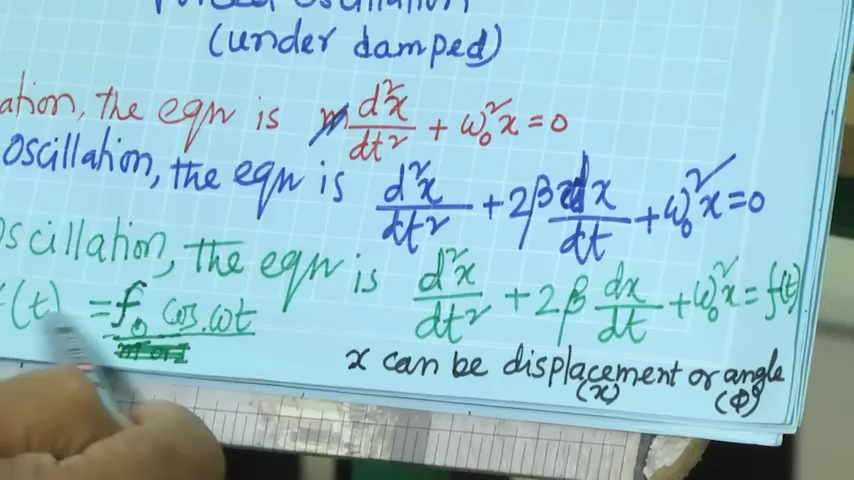 Forced Oscillation
(under damped)
ation, the eqn is d²x/dt² + ω₀²x = 0
Oscillation, the eqn is d²x/dt² + 2β dx/dt + ω₀²x = 0
scillation, the eqn is d²x/dt² + 2β dx/dt + ω₀²x = f(t)
(t) = f₀ cos ωt
x can be displacement or angle
(x) (Φ)